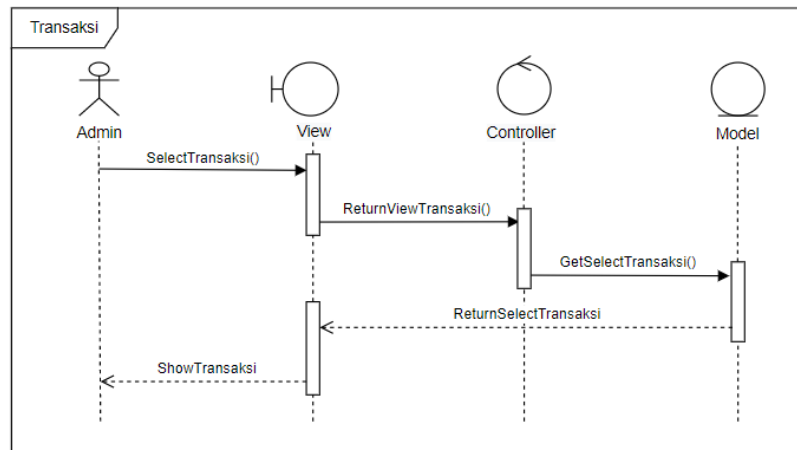 Transaksi
Admin
View
Controller
Model
SelectTransaksi()
ReturnViewTransaksi()
GetSelectTransaksi()
ReturnSelectTransaksi
ShowTransaksi